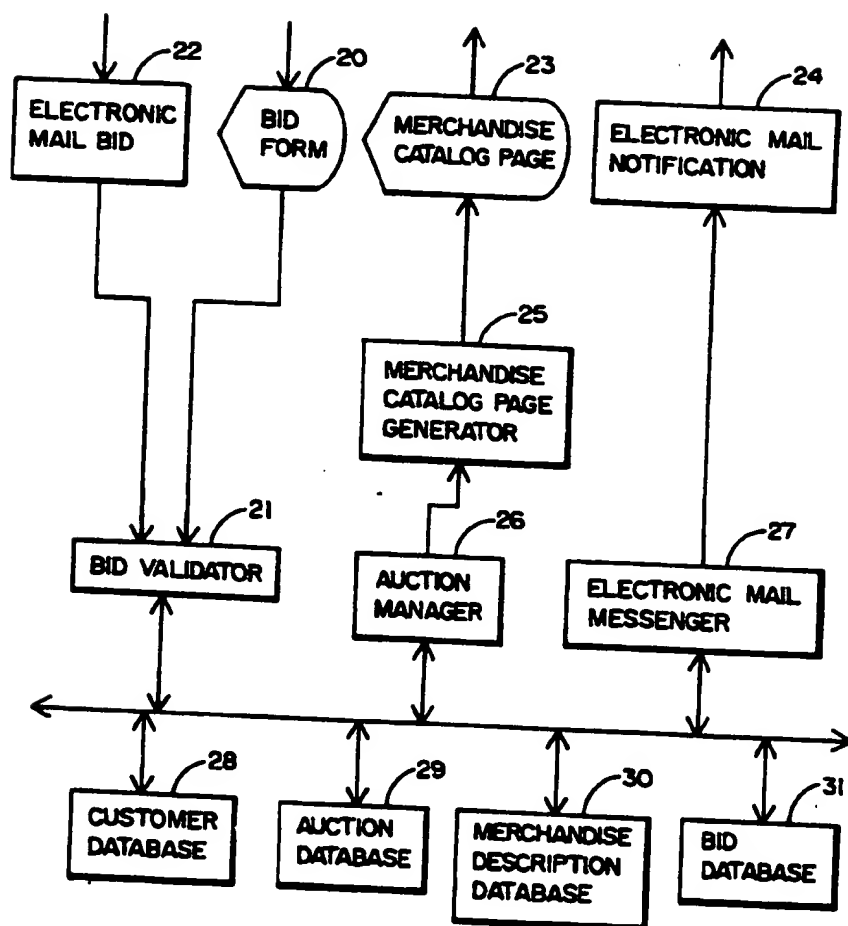 22
20
23
24
ELECTRONIC
MAIL BID
BID
FORM
MERCHANDISE
CATALOG PAGE
ELECTRONIC MAIL
NOTIFICATION
25
MERCHANDISE
CATALOG PAGE
GENERATOR
21
26
27
BID VALIDATOR
AUCTION
MANAGER
ELECTRONIC MAIL
MESSENGER
28
29
30
31
CUSTOMER
DATABASE
AUCTION
DATABASE
MERCHANDISE
DESCRIPTION
DATABASE
BID
DATABASE